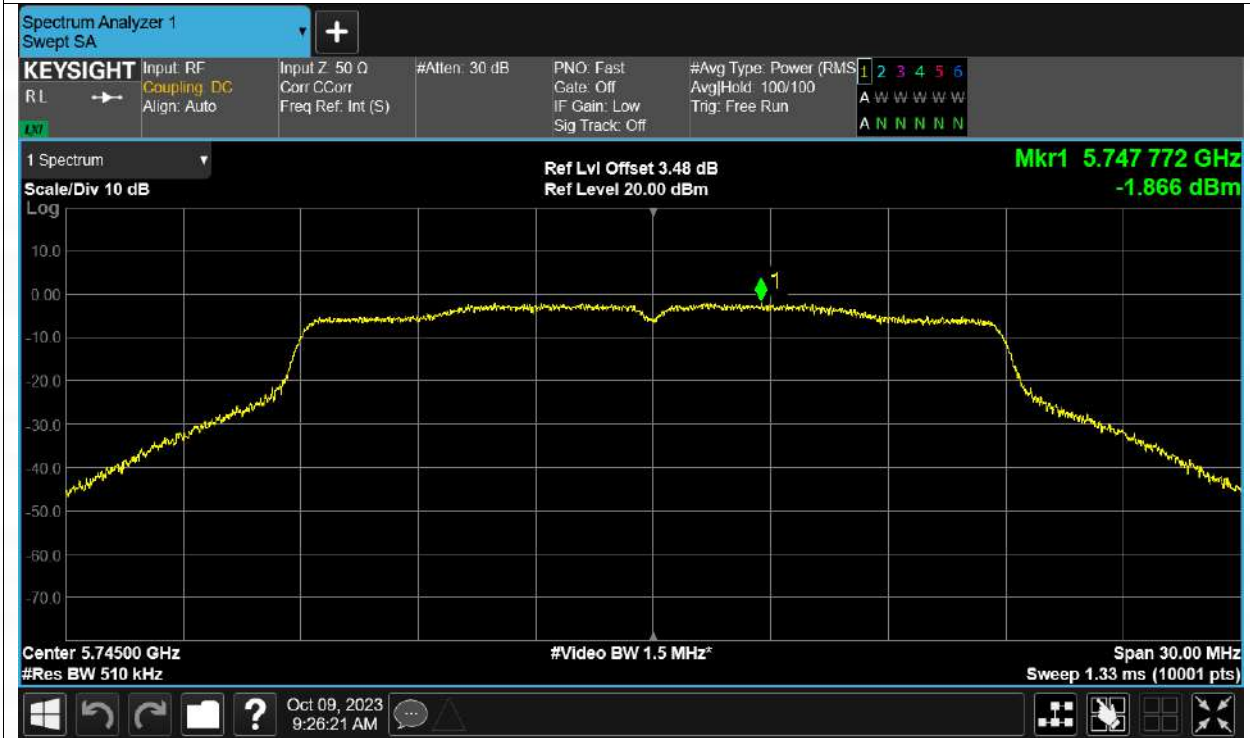 Spectrum Analyzer 1
Swept SA
+
KEYSIGHT
RL
LXI
Input: RF
Coupling: DC
Align: Auto
Input Z: 50 Ω
Corr CCorr
Freq Ref: Int (S)
#Atten: 30 dB
PNO: Fast
Gate: Off
IF Gain: Low
Sig Track: Off
#Avg Type: Power (RMS
Avg|Hold: 100/100
Trig: Free Run
1 2 3 4 5 6
A W W W W W
A N N N N N
1 Spectrum
Scale/Div 10 dB
Log
Ref Lvl Offset 3.48 dB
Ref Level 20.00 dBm
Mkr1 5.747 772 GHz
-1.866 dBm
10.0
0.00
-10.0
-20.0
-30.0
-40.0
-50.0
-60.0
-70.0
1
Center 5.74500 GHz
#Res BW 510 kHz
#Video BW 1.5 MHz*
Span 30.00 MHz
Sweep 1.33 ms (10001 pts)
?
Oct 09, 2023
9:26:21 AM